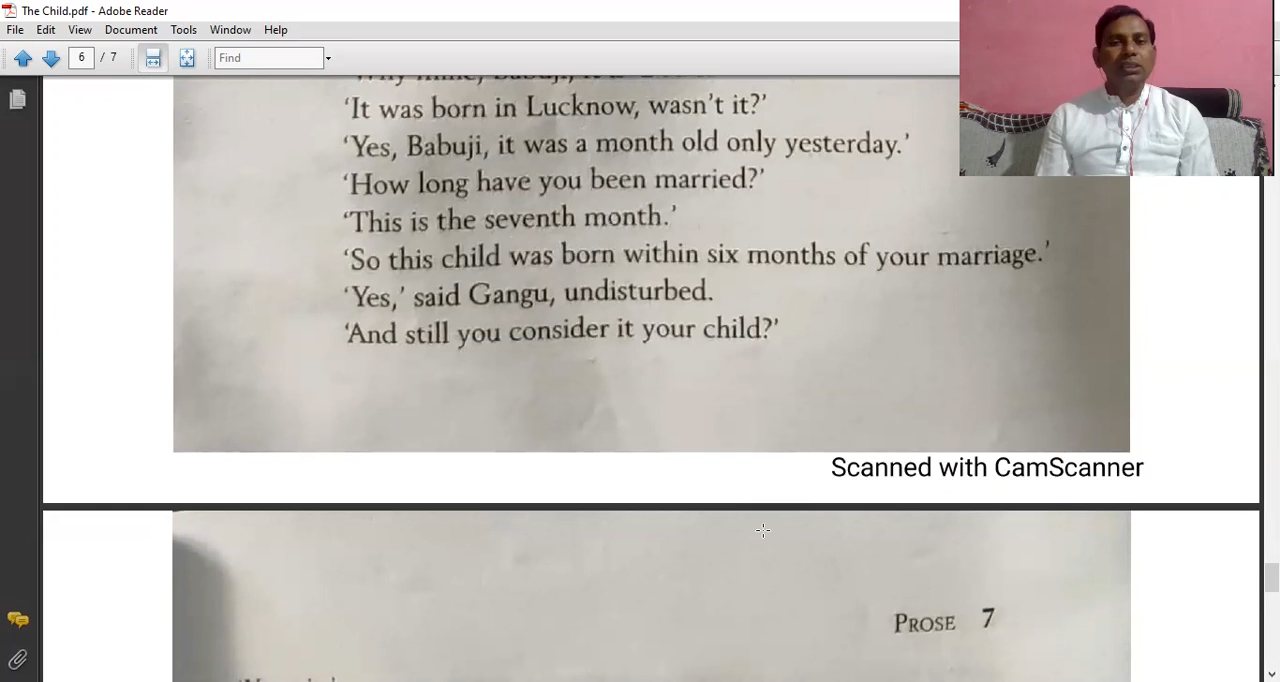 The Child.pdf - Adobe Reader
File Edit View Document Tools Window Help
6 / 7 Find
'It was born in Lucknow, wasn't it?'
'Yes, Babuji, it was a month old only yesterday.'
'How long have you been married?'
'This is the seventh month.'
'So this child was born within six months of your marriage.'
'Yes,' said Gangu, undisturbed.
'And still you consider it your child?'
Scanned with CamScanner
PROSE 7